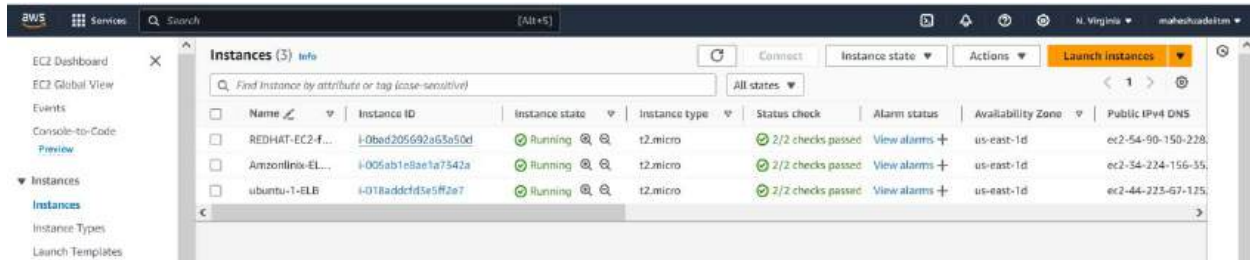 aws Services Search [Alt+S] N. Virginia maheshzadeitm
EC2 Dashboard
EC2 Global View
Events
Console-to-Code
Preview
Instances
Instances
Instance Types
Launch Templates
Instances (3) Info Connect Instance state Actions Launch instances
Find Instance by attribute or tag (case-sensitive) All states 1
Name Instance ID Instance state Instance type Status check Alarm status Availability Zone Public IPv4 DNS
REDHAT-EC2-f... i-0bad205692a63a50d Running t2.micro 2/2 checks passed View alarms us-east-1d ec2-54-90-150-228.
Amzonlinix-EL... i-005ab1e8ae1a7342a Running t2.micro 2/2 checks passed View alarms us-east-1d ec2-34-224-156-35.
ubuntu-1-ELB i-018addcfd3e5ff2e7 Running t2.micro 2/2 checks passed View alarms us-east-1d ec2-44-223-67-125.